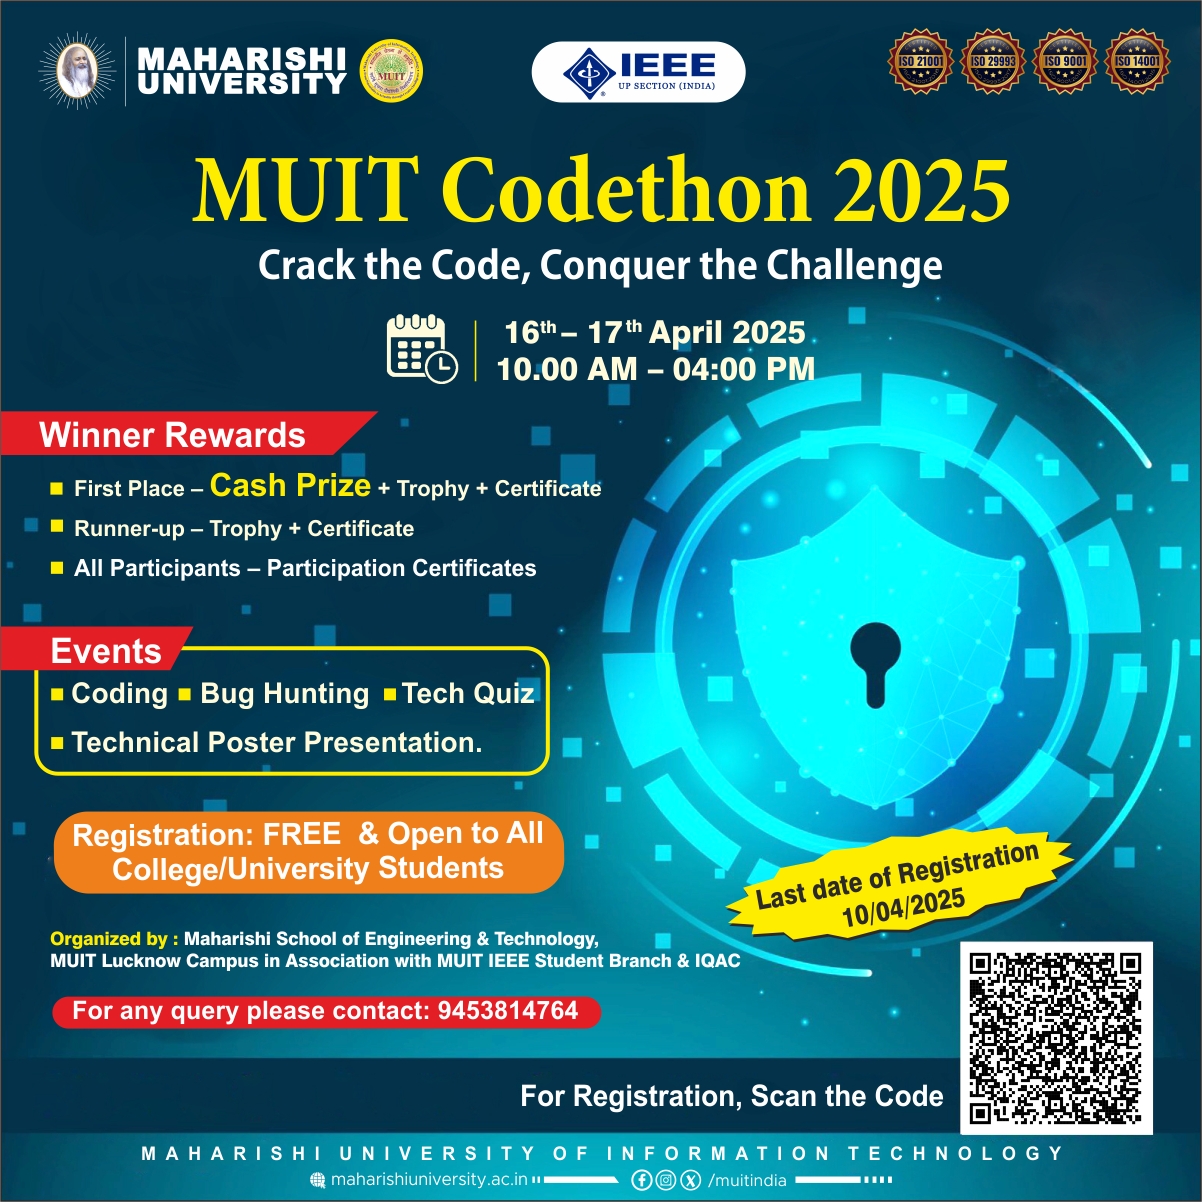 MAHARISHI
UNIVERSITY
MUIT
IEEE
UP SECTION (INDIA)
ISO 21001
ISO 29993
ISO 9001
ISO 14001
MUIT Codethon 2025
Crack the Code, Conquer the Challenge
16th – 17th April 2025
10.00 AM – 04:00 PM
Winner Rewards
First Place – Cash Prize + Trophy + Certificate
Runner-up – Trophy + Certificate
All Participants – Participation Certificates
Events
Coding Bug Hunting Tech Quiz
Technical Poster Presentation.
Registration: FREE & Open to All
College/University Students
Last date of Registration
10/04/2025
Organized by : Maharishi School of Engineering & Technology,
MUIT Lucknow Campus in Association with MUIT IEEE Student Branch & IQAC
For any query please contact: 9453814764
For Registration, Scan the Code
MAHARISHI UNIVERSITY OF INFORMATION TECHNOLOGY
maharishiuniversity.ac.in
/muitindia